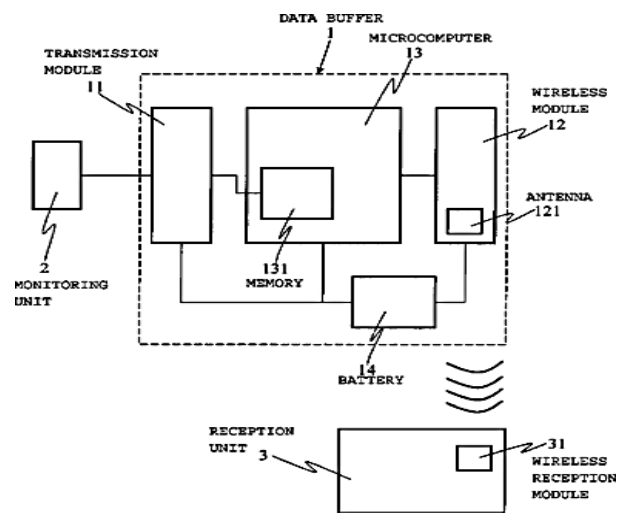 DATA BUFFER
1
MICROCOMPUTER
13
TRANSMISSION
MODULE
11
WIRELESS
MODULE
12
ANTENNA
121
2
MONITORING
UNIT
131
MEMORY
14
BATTERY
RECEPTION
UNIT
3
31
WIRELESS
RECEPTION
MODULE